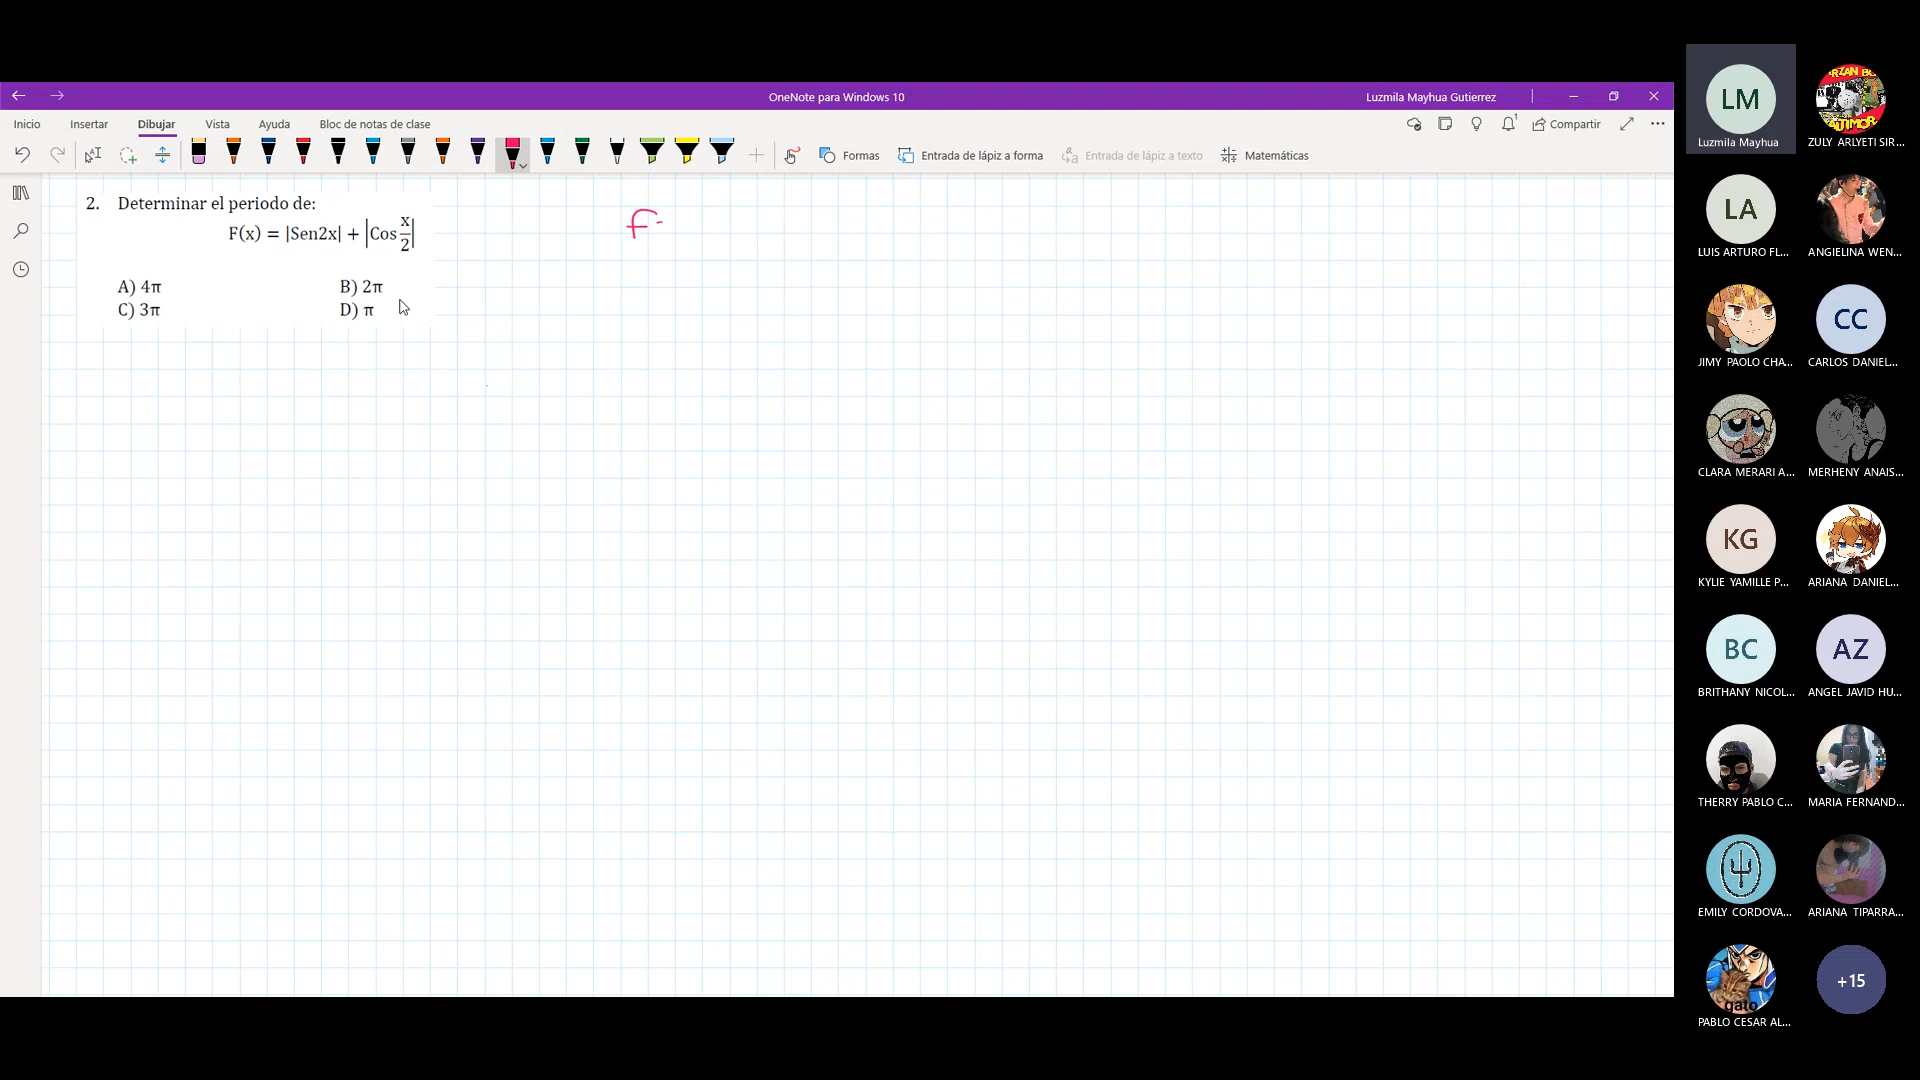 OneNote para Windows 10
Luzmila Mayhua Gutierrez
Inicio Insertar Dibujar Vista Ayuda Bloc de notas de clase
1 Compartir
Formas Entrada de lápiz a forma Entrada de lápiz a texto Matemáticas
2. Determinar el periodo de:
F(x) = |Sen2x| + |Cos x/2|
A) 4π B) 2π
C) 3π D) π
f-
LM
Luzmila Mayhua
ZULY ARLYETI SIR...
LA
LUIS ARTURO FL...
ANGIELINA WEN...
JIMY PAOLO CHA...
CC
CARLOS DANIEL...
CLARA MERARI A...
MERHENY ANAIS...
KG
KYLIE YAMILLE P...
ARIANA DANIEL...
BC
BRITHANY NICOL...
AZ
ANGEL JAVID HU...
THERRY PABLO C...
MARIA FERNAND...
EMILY CORDOVA...
ARIANA TIPARRA...
gato
PABLO CESAR AL...
+15